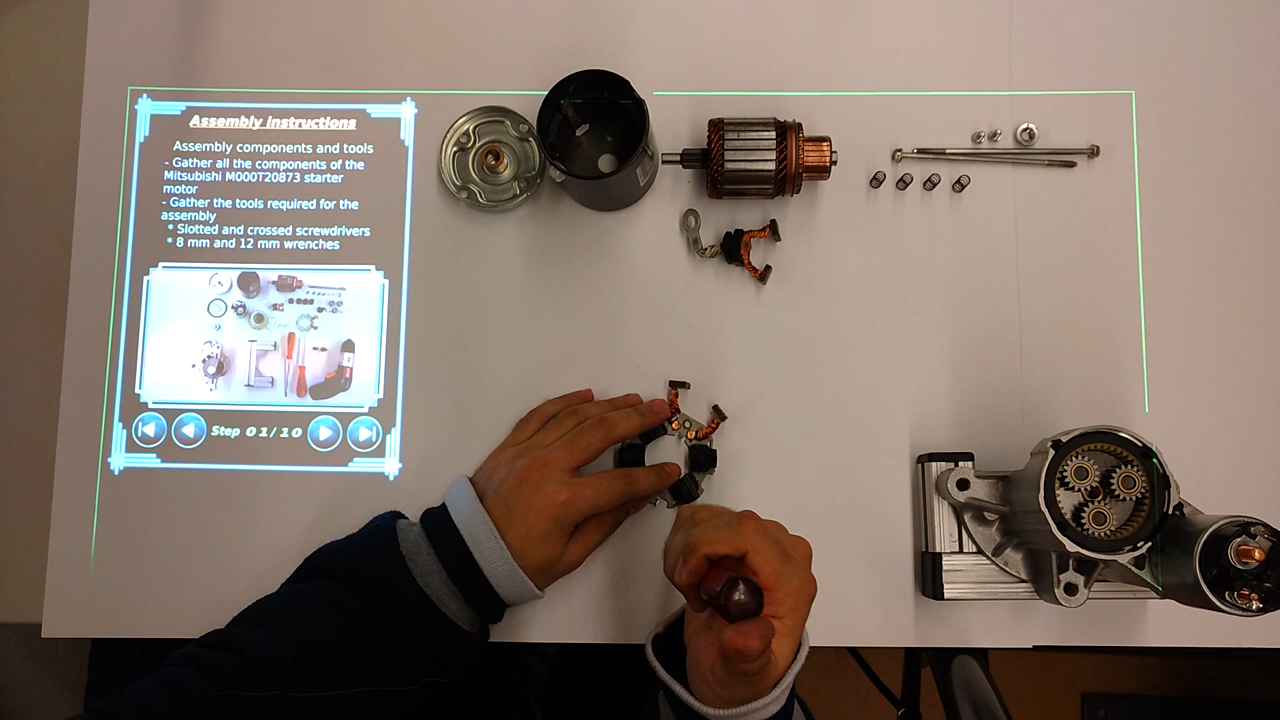 Assembly instructions
Assembly components and tools
- Gather all the components of the
Mitsubishi M000T20873 starter
motor
- Gather the tools required for the
assembly
* Slotted and crossed screwdrivers
* 8 mm and 12 mm wrenches
Step 01/10